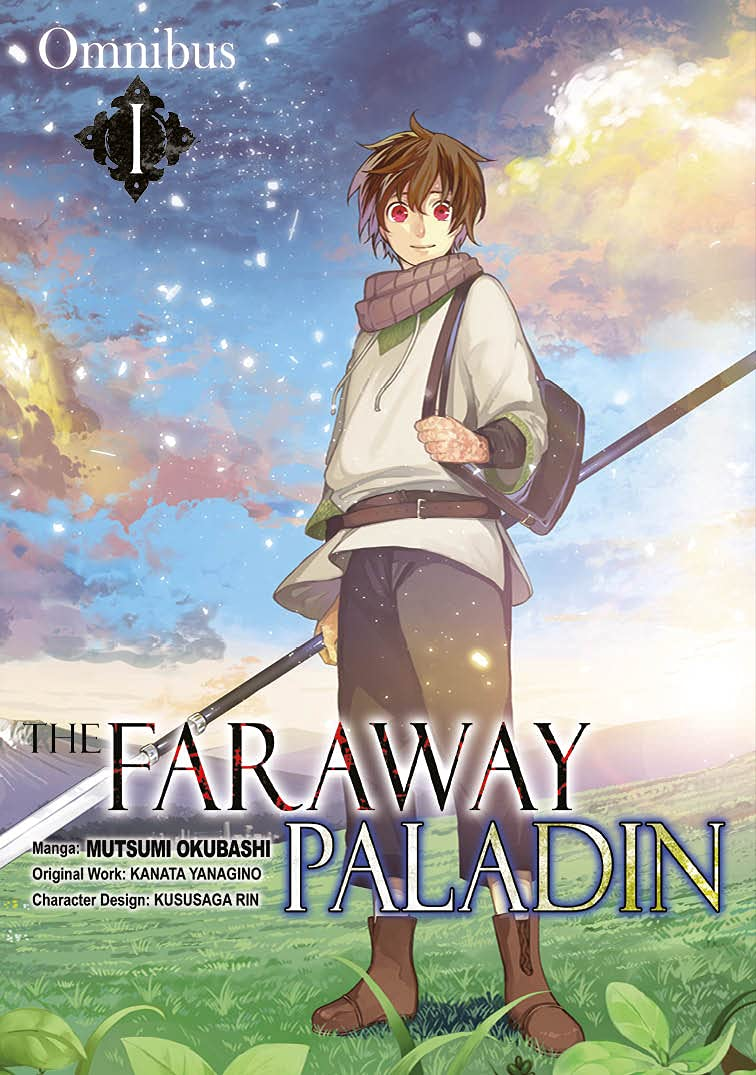 Omnibus
I
THE FARAWAY
PALADIN
Manga: MUTSUMI OKUBASHI
Original Work: KANATA YANAGINO
Character Design: KUSUSAGA RIN